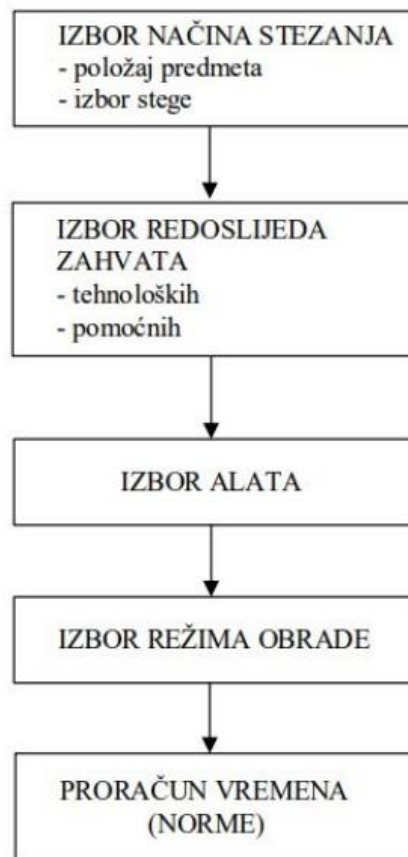 IZBOR NAČINA STEZANJA
- položaj predmeta
- izbor stege
IZBOR REDOSLIJEDA
ZAHVATA
- tehnoloških
- pomoćnih
IZBOR ALATA
IZBOR REŽIMA OBRADE
PRORAČUN VREMENA
(NORME)